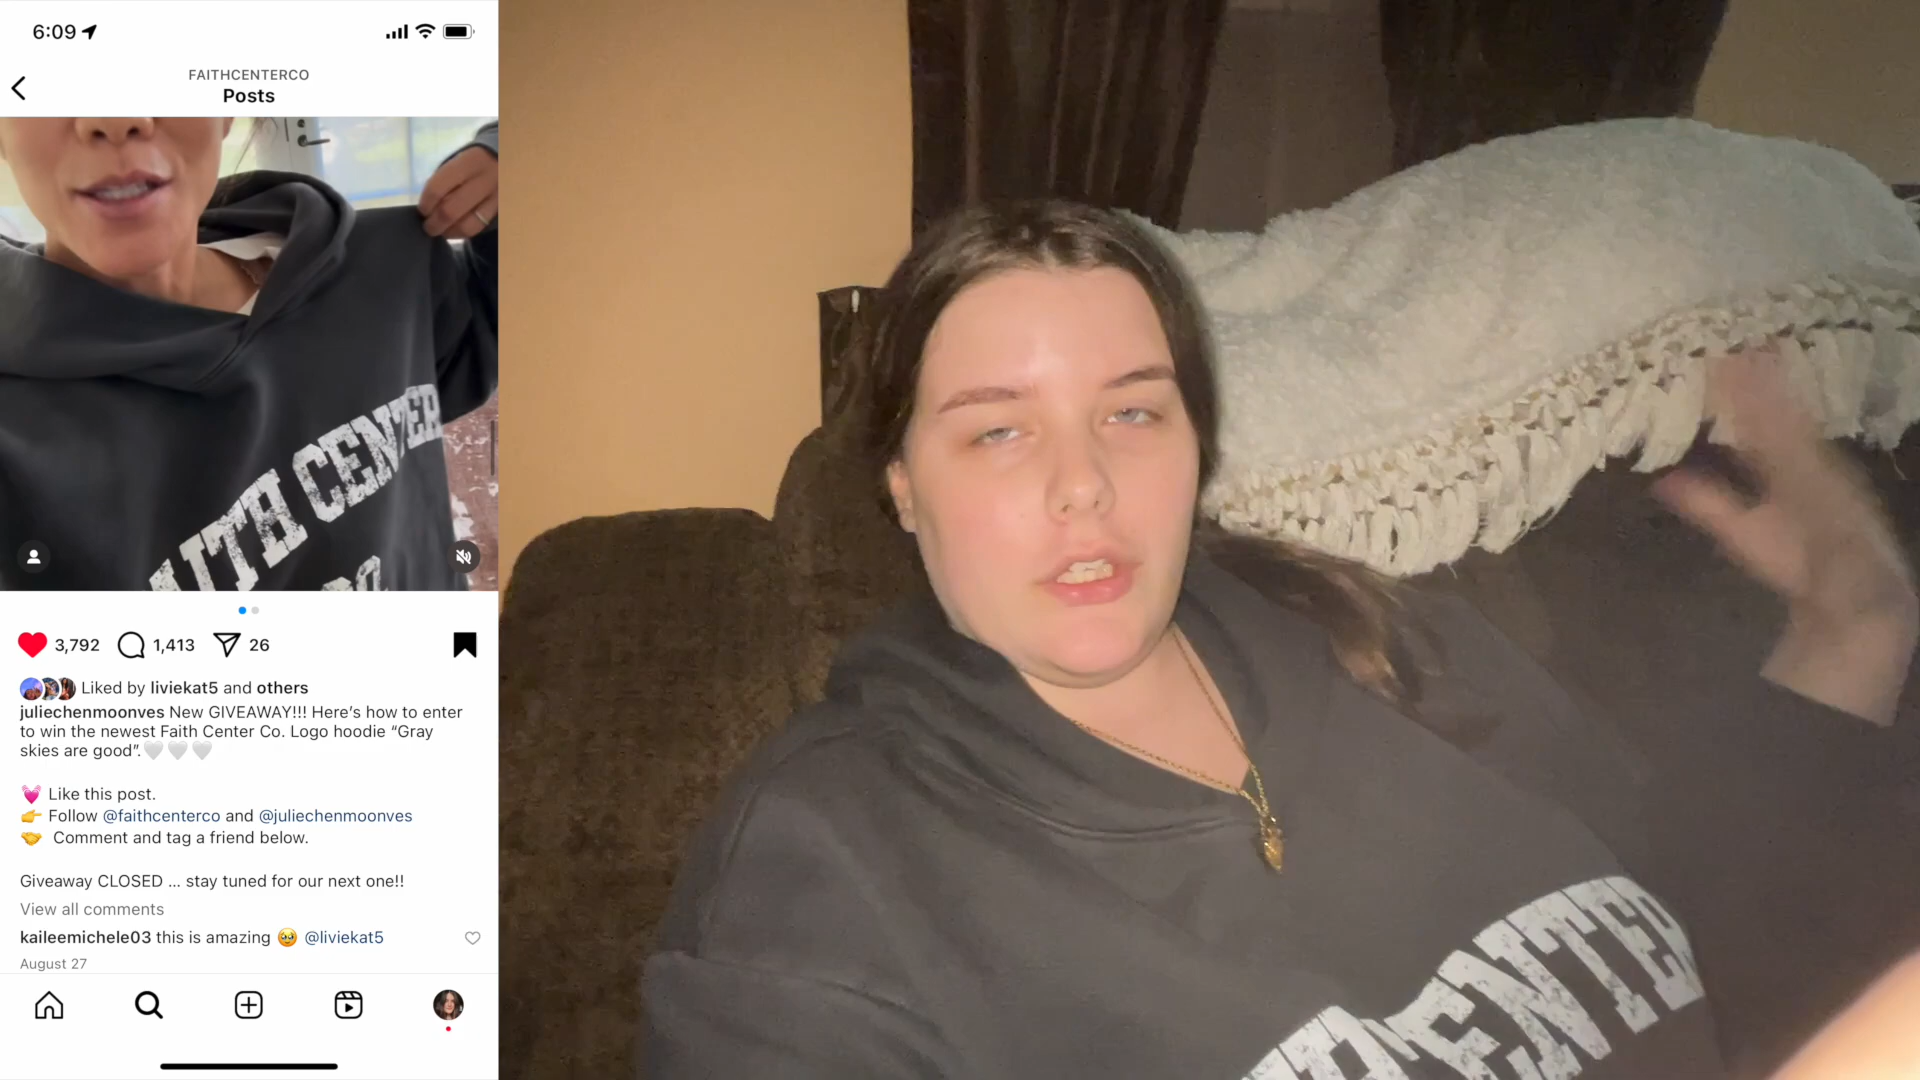 6:09
FAITHCENTERCO
Posts
CENTER
3,792
1,413
26
Liked by liviekat5 and others
juliechenmoonves New GIVEAWAY!!! Here’s how to enter
to win the newest Faith Center Co. Logo hoodie “Gray
skies are good”.🤍🤍🤍
💓 Like this post.
👉 Follow @faithcenterco and @juliechenmoonves
🤝 Comment and tag a friend below.
Giveaway CLOSED ... stay tuned for our next one!!
View all comments
kaileemichele03 this is amazing 🥹 @liviekat5
August 27
CENTER